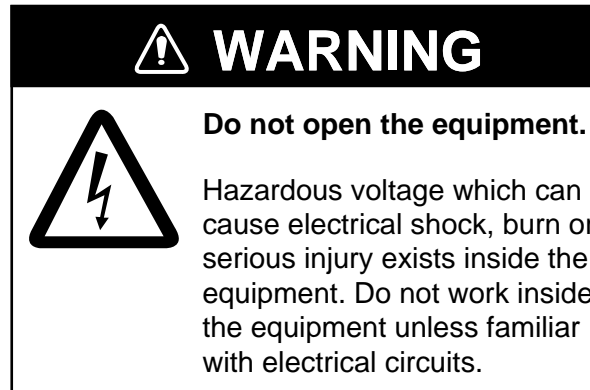 WARNING
Do not open the equipment.
Hazardous voltage which can
cause electrical shock, burn or
serious injury exists inside the
equipment. Do not work inside
the equipment unless familiar
with electrical circuits.